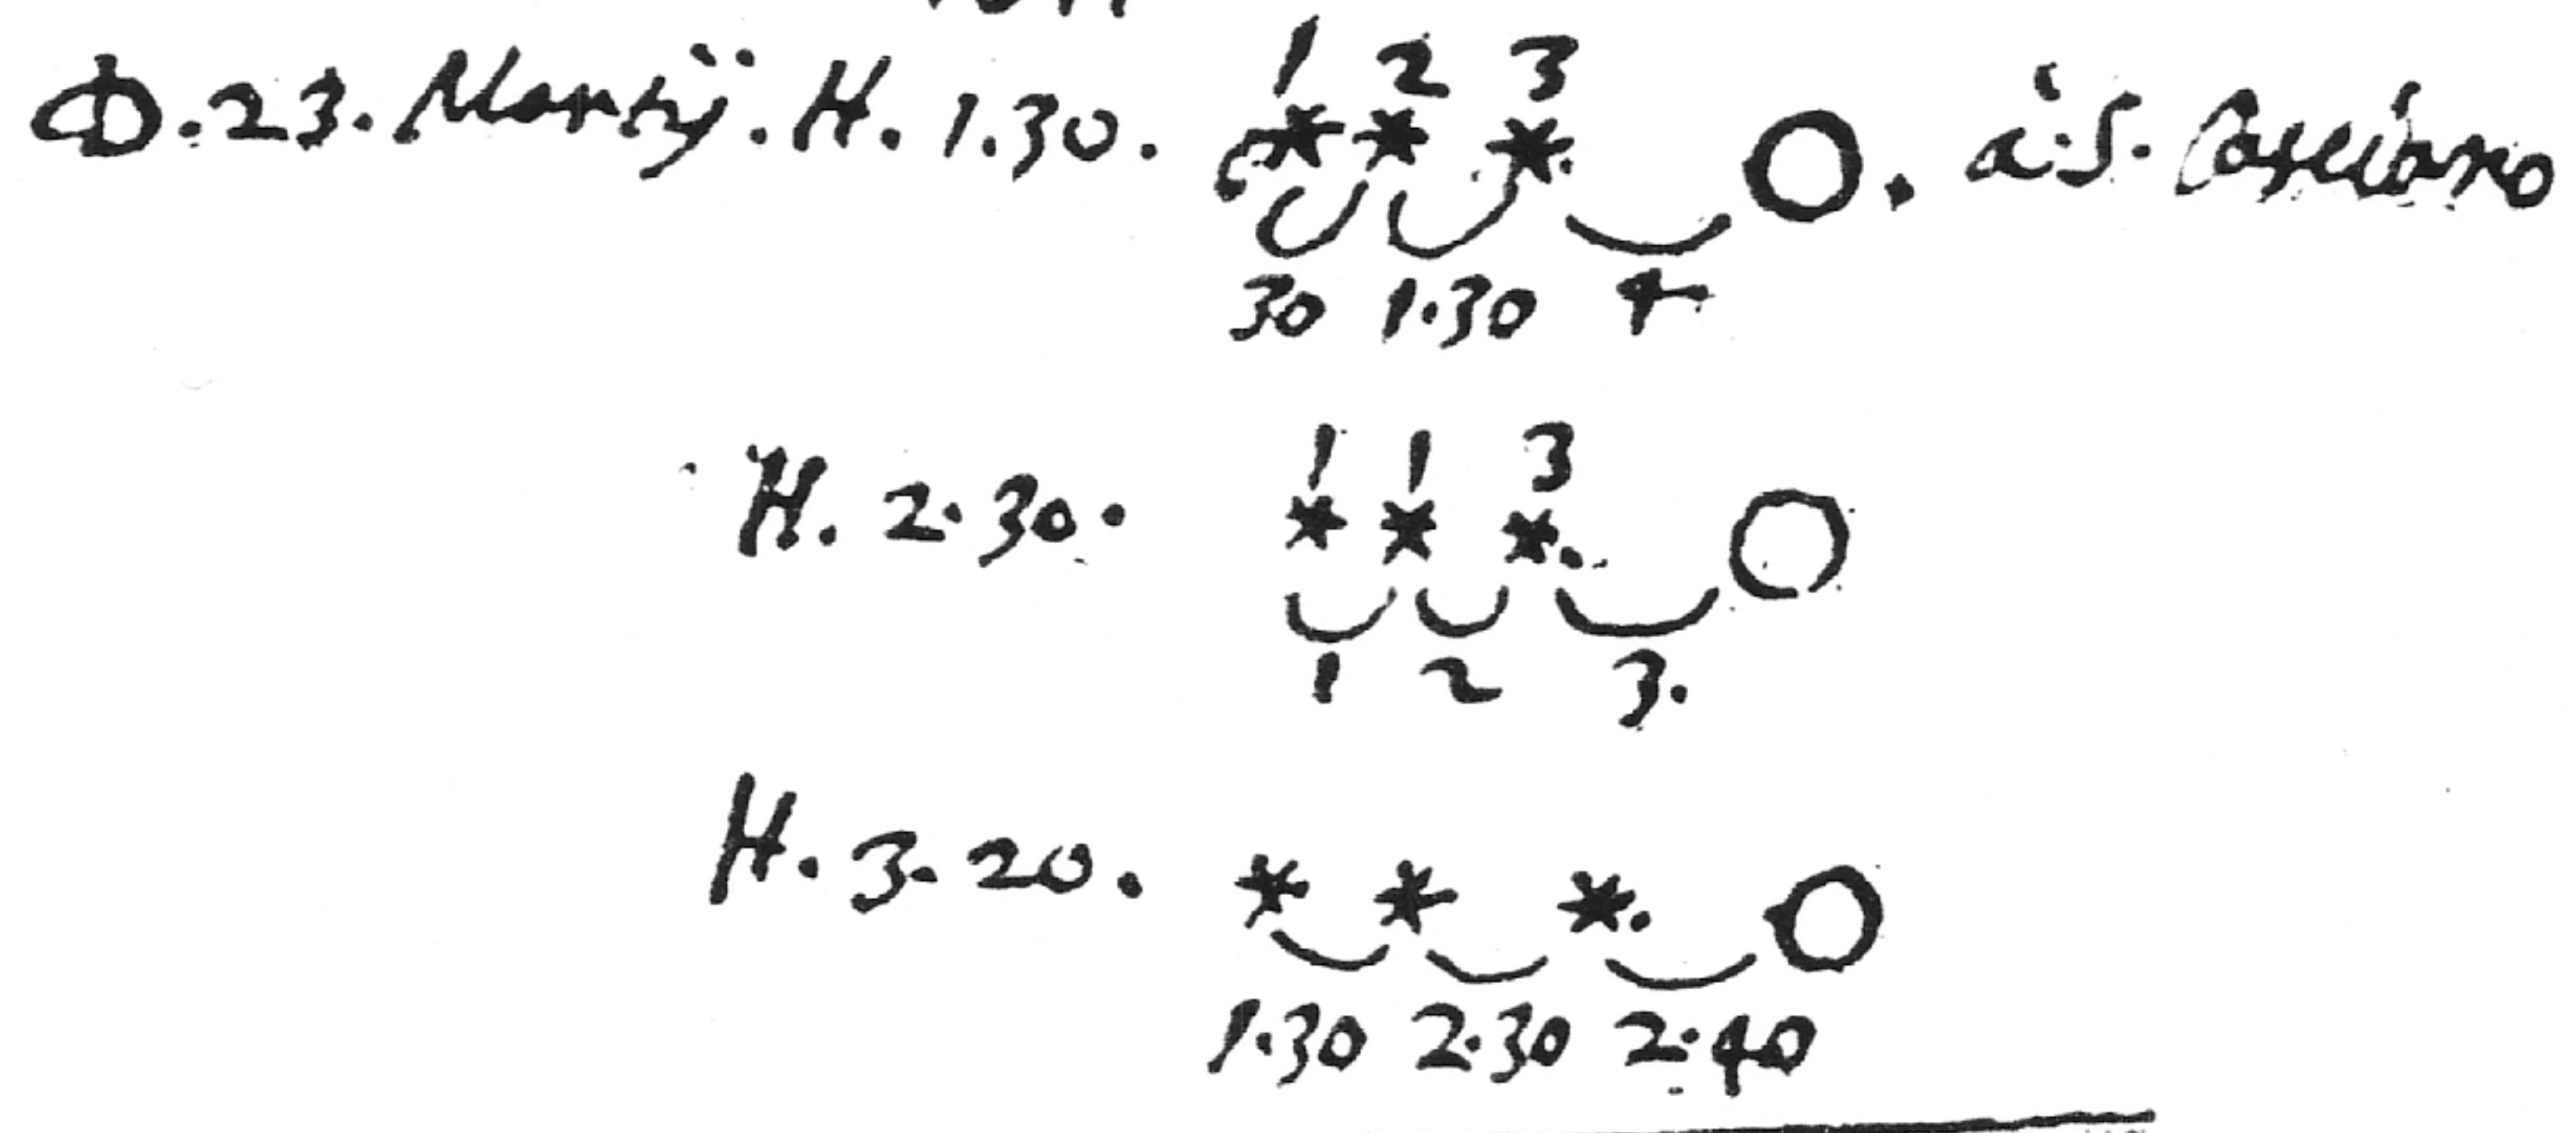 1 2 3
D. 23. Martij. H. 1.30. * * * O. à S. Casciano
30 1.30 4
1 1 3
H. 2.30. * * * O
1 2 3.
H. 3.20. * * * O
1.30 2.30 2.40